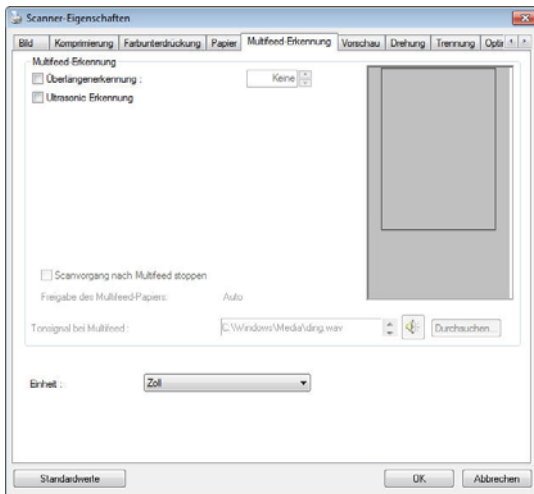 Scanner-Eigenschaften
Bild Komprimierung Farbunterdrückung Papier Multifeed-Erkennung Vorschau Drehung Trennung Optir
Multifeed-Erkennung
Überlängenerkennung : Keine
Ultrasonic Erkennung
Scanvorgang nach Multifeed stoppen
Freigabe des Multifeed-Papiers: Auto
Tonsignal bei Multifeed : C:\Windows\Media\ding.wav Durchsuchen...
Einheit : Zoll
Standardwerte OK Abbrechen